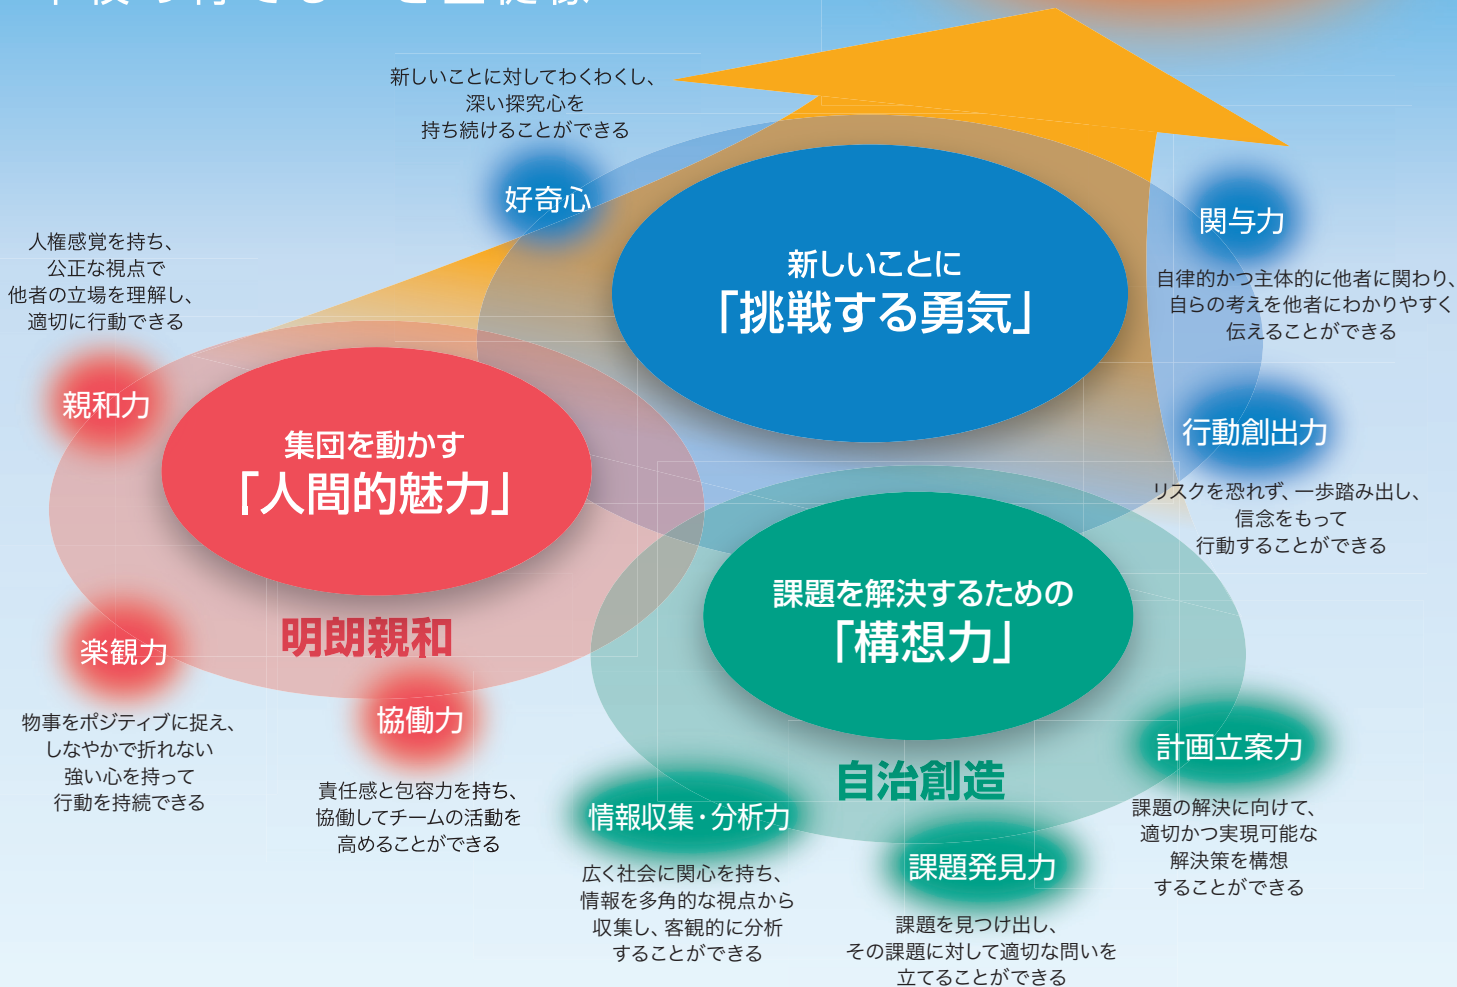 新しいことに対してわくわくし、
深い探究心を
持ち続けることができる
好奇心
新しいことに
「挑戦する勇気」
関与力
自律的かつ主体的に他者に関わり、
自らの考えを他者にわかりやすく
伝えることができる
行動創出力
リスクを恐れず、一歩踏み出し、
信念をもって
行動することができる
人権感覚を持ち、
公正な視点で
他者の立場を理解し、
適切に行動できる
親和力
集団を動かす
「人間的魅力」
明朗親和
楽観力
物事をポジティブに捉え、
しなやかで折れない
強い心を持って
行動を持続できる
協働力
責任感と包容力を持ち、
協働してチームの活動を
高めることができる
課題を解決するための
「構想力」
自治創造
情報収集・分析力
広く社会に関心を持ち、
情報を多角的な視点から
収集し、客観的に分析
することができる
課題発見力
課題を見つけ出し、
その課題に対して適切な問いを
立てることができる
計画立案力
課題の解決に向けて、
適切かつ実現可能な
解決策を構想
することができる